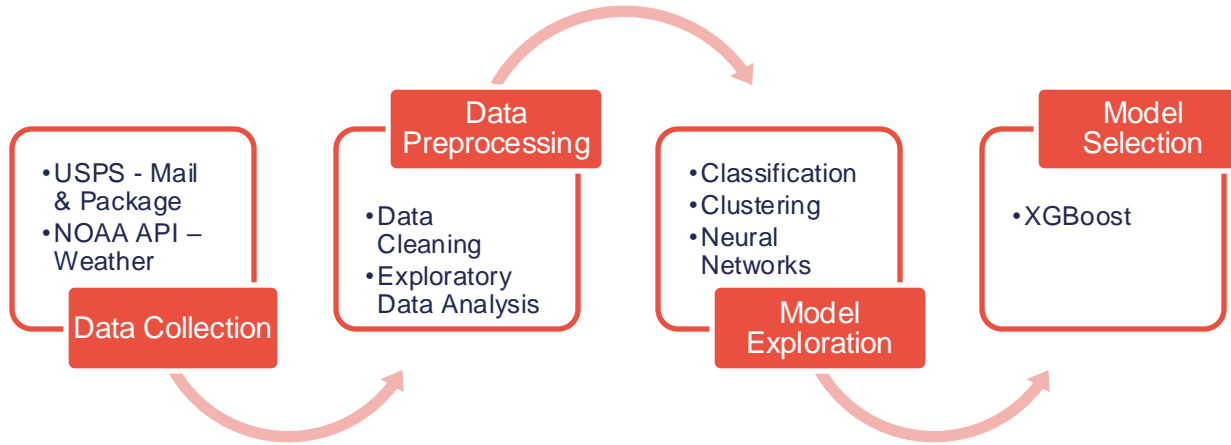 •USPS - Mail
& Package
•NOAA API –
Weather
Data Collection
Data
Preprocessing
•Data
Cleaning
•Exploratory
Data Analysis
•Classification
•Clustering
•Neural
Networks
Model
Exploration
Model
Selection
•XGBoost